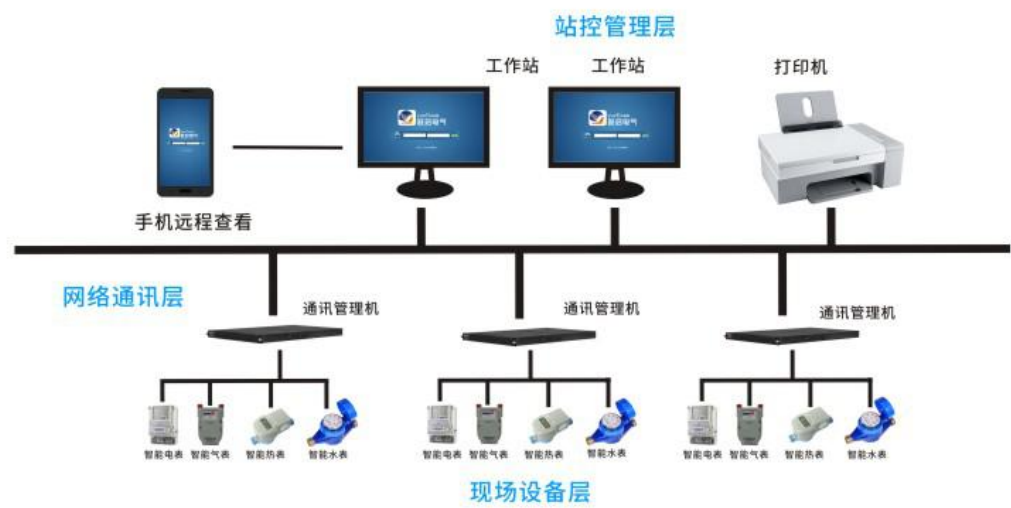 站控管理层
工作站
工作站
打印机
手机远程查看
网络通讯层
通讯管理机
通讯管理机
通讯管理机
智能电表 智能气表 智能热表 智能水表
智能电表 智能气表 智能热表 智能水表
智能电表 智能气表 智能热表 智能水表
现场设备层